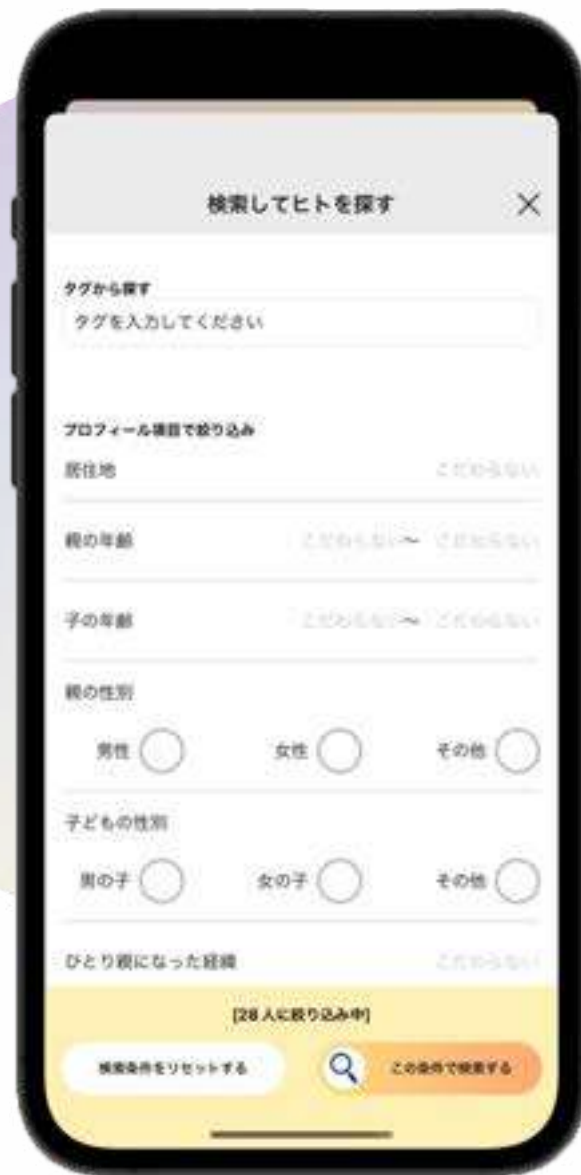 検索してヒトを探す
タグから探す
タグを入力してください
プロフィール項目で絞り込み
居住地 こだわらない
親の年齢 こだわらない 〜 こだわらない
子の年齢 こだわらない 〜 こだわらない
親の性別
男性 女性 その他
子どもの性別
男の子 女の子 その他
ひとり親になった経緯 こだわらない
[28人に絞り込み中]
検索条件をリセットする この条件で検索する